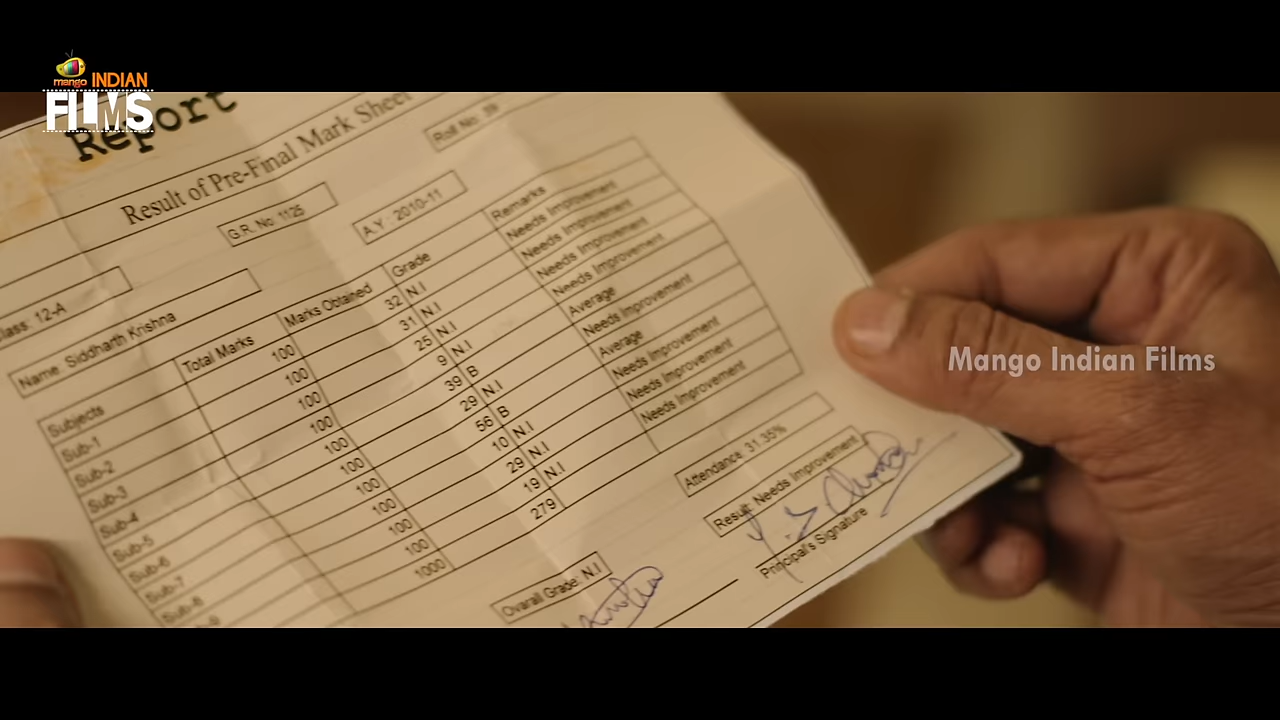 mango INDIAN
FILMS
Report
Result of Pre-Final Mark Sheet
Roll No: 39
G.R. No: 1125
A.Y.: 2010-11
Class: 12-A
Name: Siddharth Krishna
Subjects Total Marks Marks Obtained Grade Remarks
Sub-1 100 32 N.I Needs Improvement
Sub-2 100 31 N.I Needs Improvement
Sub-3 100 25 N.I Needs Improvement
Sub-4 100 9 N.I Needs Improvement
Sub-5 100 39 B Average
Sub-6 100 29 N.I Needs Improvement
Sub-7 100 56 B Average
Sub-8 100 10 N.I Needs Improvement
Sub-9 100 29 N.I Needs Improvement
100 19 N.I Needs Improvement
1000 279
Attendance: 31.35%
Ovarall Grade: N.I
Result: Needs Improvement
Principal's Signature
Mango Indian Films